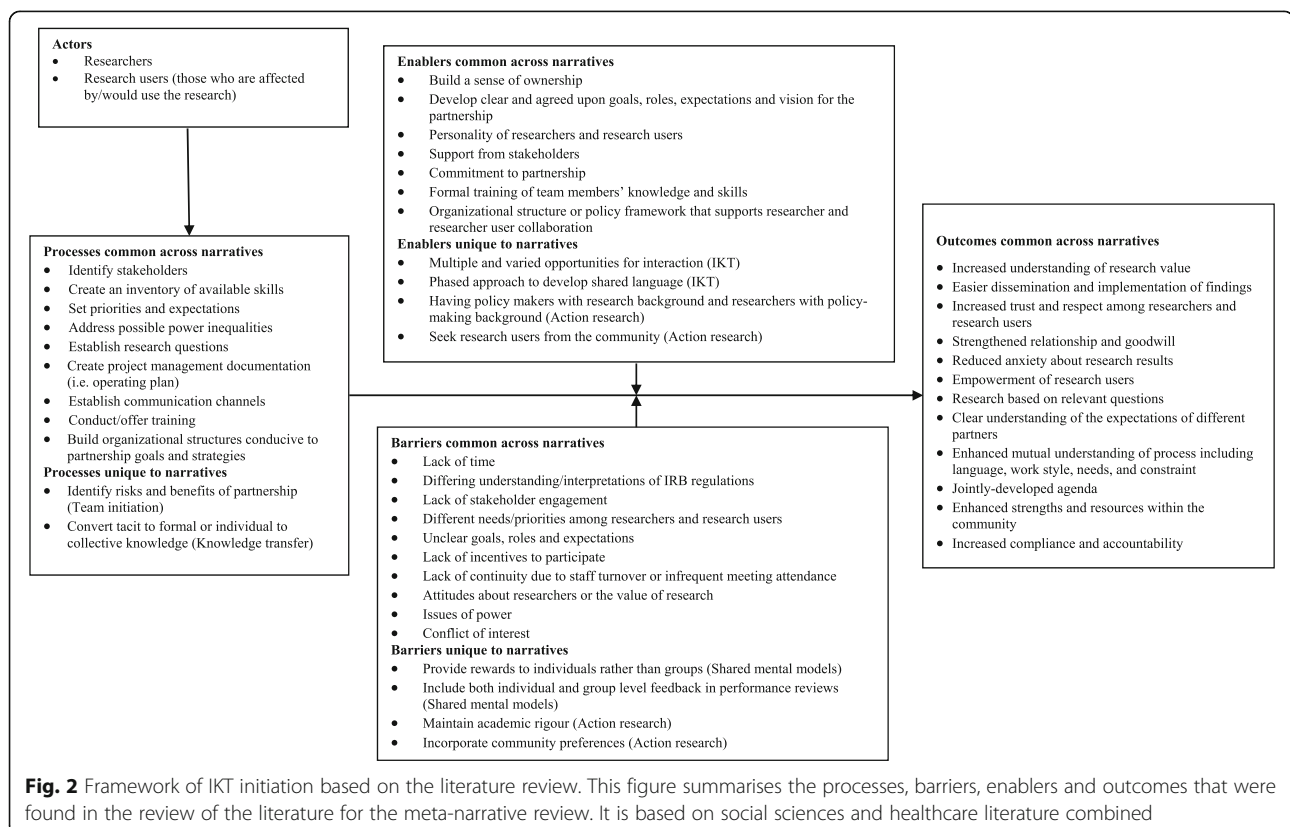 Actors
• Researchers
• Research users (those who are affected
by/would use the research)
Processes common across narratives
• Identify stakeholders
• Create an inventory of available skills
• Set priorities and expectations
• Address possible power inequalities
• Establish research questions
• Create project management documentation
(i.e. operating plan)
• Establish communication channels
• Conduct/offer training
• Build organizational structures conducive to
partnership goals and strategies
Processes unique to narratives
• Identify risks and benefits of partnership
(Team initiation)
• Convert tacit to formal or individual to
collective knowledge (Knowledge transfer)
Enablers common across narratives
• Build a sense of ownership
• Develop clear and agreed upon goals, roles, expectations and vision for the
partnership
• Personality of researchers and research users
• Support from stakeholders
• Commitment to partnership
• Formal training of team members’ knowledge and skills
• Organizational structure or policy framework that supports researcher and
researcher user collaboration
Enablers unique to narratives
• Multiple and varied opportunities for interaction (IKT)
• Phased approach to develop shared language (IKT)
• Having policy makers with research background and researchers with policy-
making background (Action research)
• Seek research users from the community (Action research)
Barriers common across narratives
• Lack of time
• Differing understanding/interpretations of IRB regulations
• Lack of stakeholder engagement
• Different needs/priorities among researchers and research users
• Unclear goals, roles and expectations
• Lack of incentives to participate
• Lack of continuity due to staff turnover or infrequent meeting attendance
• Attitudes about researchers or the value of research
• Issues of power
• Conflict of interest
Barriers unique to narratives
• Provide rewards to individuals rather than groups (Shared mental models)
• Include both individual and group level feedback in performance reviews
(Shared mental models)
• Maintain academic rigour (Action research)
• Incorporate community preferences (Action research)
Outcomes common across narratives
• Increased understanding of research value
• Easier dissemination and implementation of findings
• Increased trust and respect among researchers and
research users
• Strengthened relationship and goodwill
• Reduced anxiety about research results
• Empowerment of research users
• Research based on relevant questions
• Clear understanding of the expectations of different
partners
• Enhanced mutual understanding of process including
language, work style, needs, and constraint
• Jointly-developed agenda
• Enhanced strengths and resources within the
community
• Increased compliance and accountability
Fig. 2 Framework of IKT initiation based on the literature review. This figure summarises the processes, barriers, enablers and outcomes that were
found in the review of the literature for the meta-narrative review. It is based on social sciences and healthcare literature combined